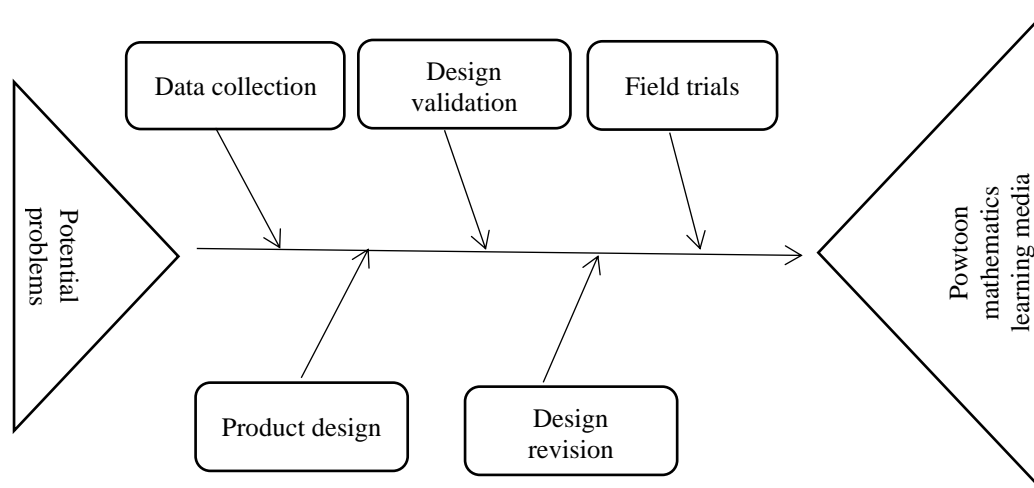 Data collection
Design
validation
Field trials
Potential
problems
Powtoon
mathematics
learning media
Product design
Design
revision